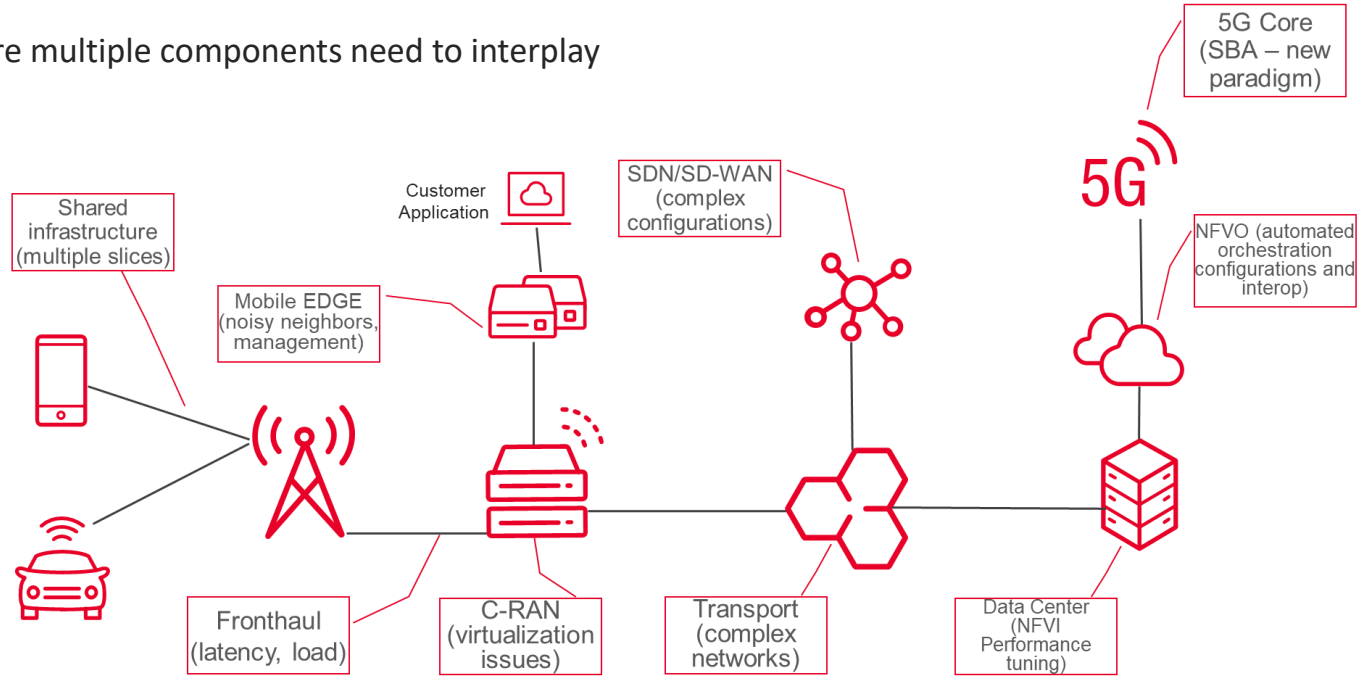 re multiple components need to interplay
5G Core
(SBA – new
paradigm)
SDN/SD-WAN
(complex
configurations)
5G
Customer
Application
Shared
infrastructure
(multiple slices)
NFVO (automated
orchestration
configurations and
interop)
Mobile EDGE
(noisy neighbors,
management)
Fronthaul
(latency, load)
C-RAN
(virtualization
issues)
Transport
(complex
networks)
Data Center
(NFVI
Performance
tuning)